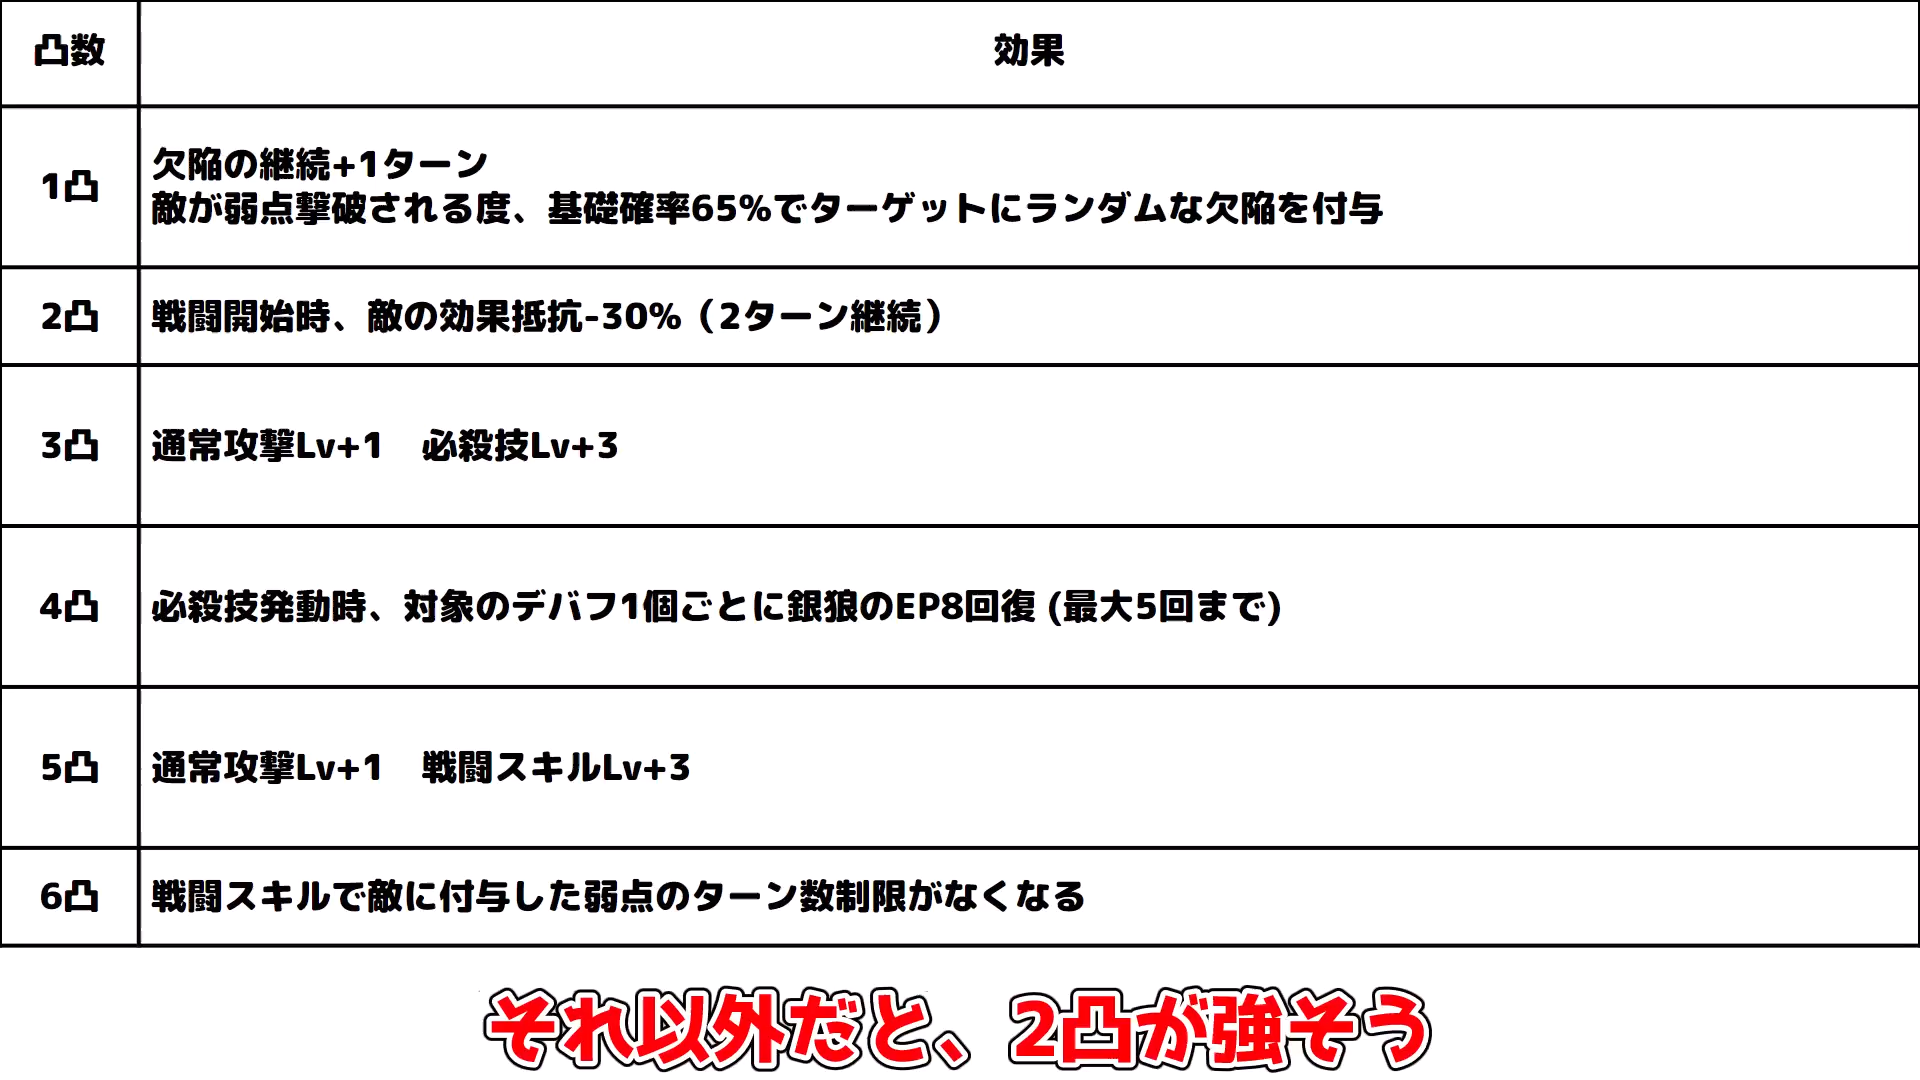 凸数 効果
1凸 欠陥の継続+1ターン
敵が弱点撃破される度、基礎確率65%でターゲットにランダムな欠陥を付与
2凸 戦闘開始時、敵の効果抵抗-30%（2ターン継続）
3凸 通常攻撃Lv+1　必殺技Lv+3
4凸 必殺技発動時、対象のデバフ1個ごとに銀狼のEP8回復 (最大5回まで)
5凸 通常攻撃Lv+1　戦闘スキルLv+3
6凸 戦闘スキルで敵に付与した弱点のターン数制限がなくなる
それ以外だと、2凸が強そう